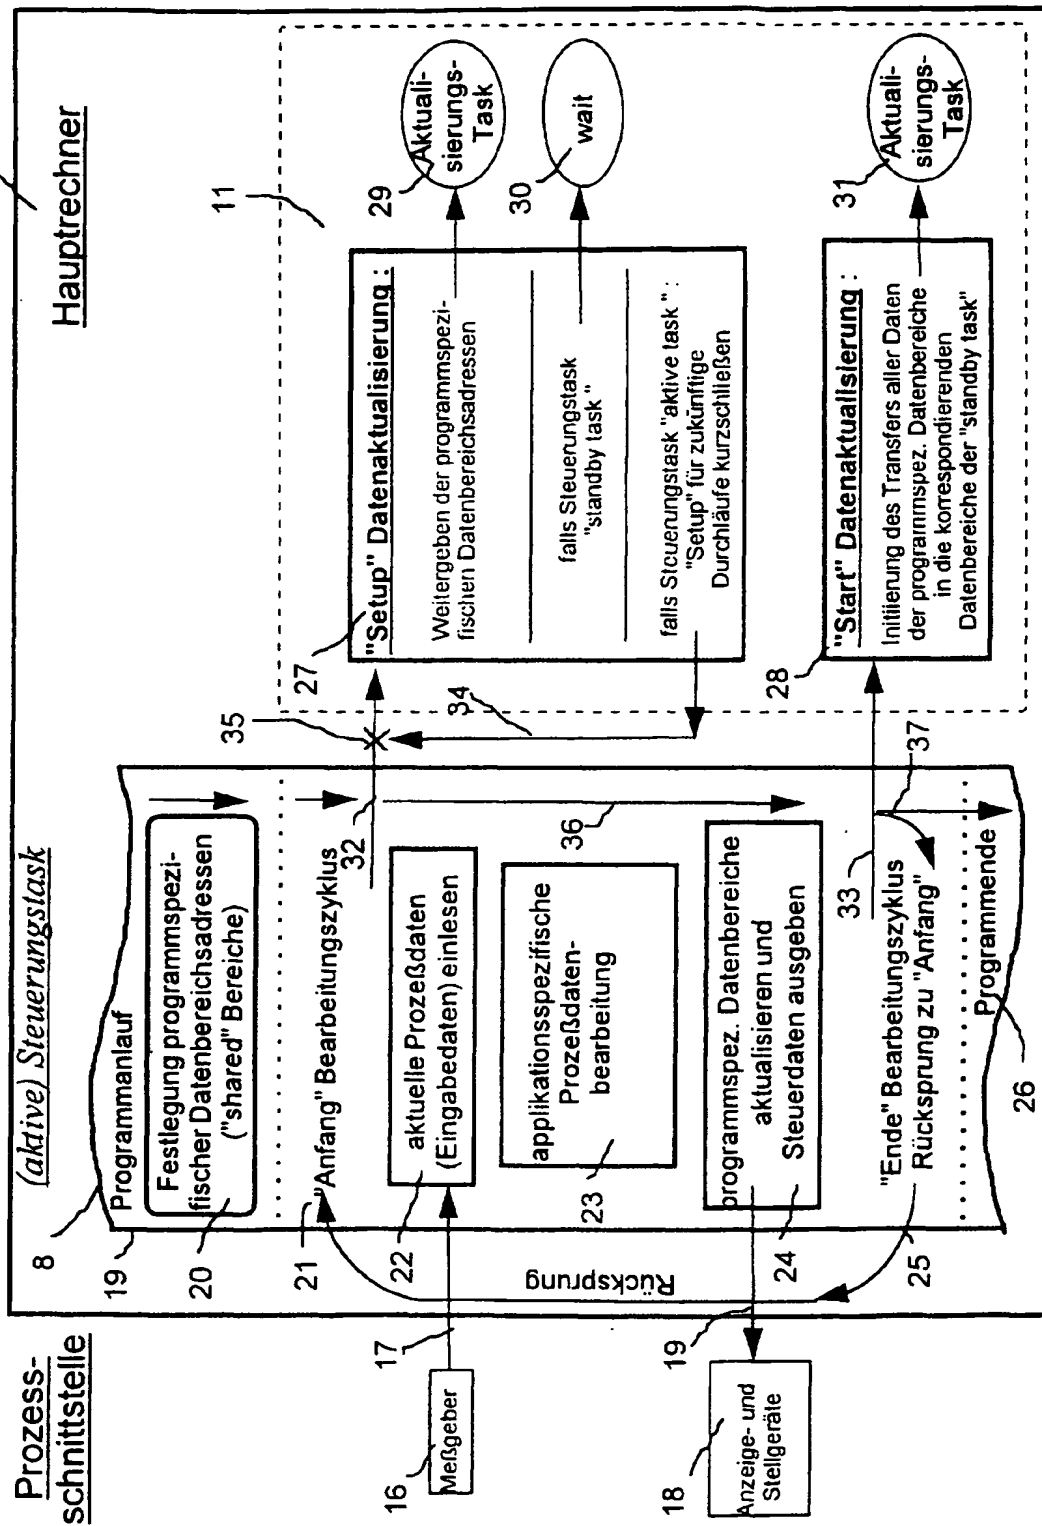 Prozess-
schnittstelle
Hauptrechner
(aktive) Steuerungstask
8
19
Programmanlauf
20
Festlegung programmspezi-
fischer Datenbereichsadressen
("shared" Bereiche)
21
"Anfang" Bearbeitungszyklus
32
35
22
aktuelle Prozeßdaten
(Eingabedaten) einlesen
16
Meßgeber
17
23
applikationsspezifische
Prozeßdaten-
bearbeitung
36
Rücksprung
24
programmspez. Datenbereiche
aktualisieren und
Steuerdaten ausgeben
18
Anzeige- und
Stellgeräte
19
25
"Ende" Bearbeitungszyklus
Rücksprung zu "Anfang"
33
37
26
Programmende
11
27
"Setup" Datenaktualisierung :
Weitergeben der programmspezi-
fischen Datenbereichsadressen
29
Aktuali-
sierungs-
Task
falls Steuerungstask
"standby task"
30
wait
falls Steuerungstask "aktive task" :
"Setup" für zukünftige
Durchläufe kurzschließen
34
28
"Start" Datenaktualisierung :
Initiierung des Transfers aller Daten
der programmspez. Datenbereiche
in die korrespondierenden
Datenbereiche der "standby task"
31
Aktuali-
sierungs-
Task